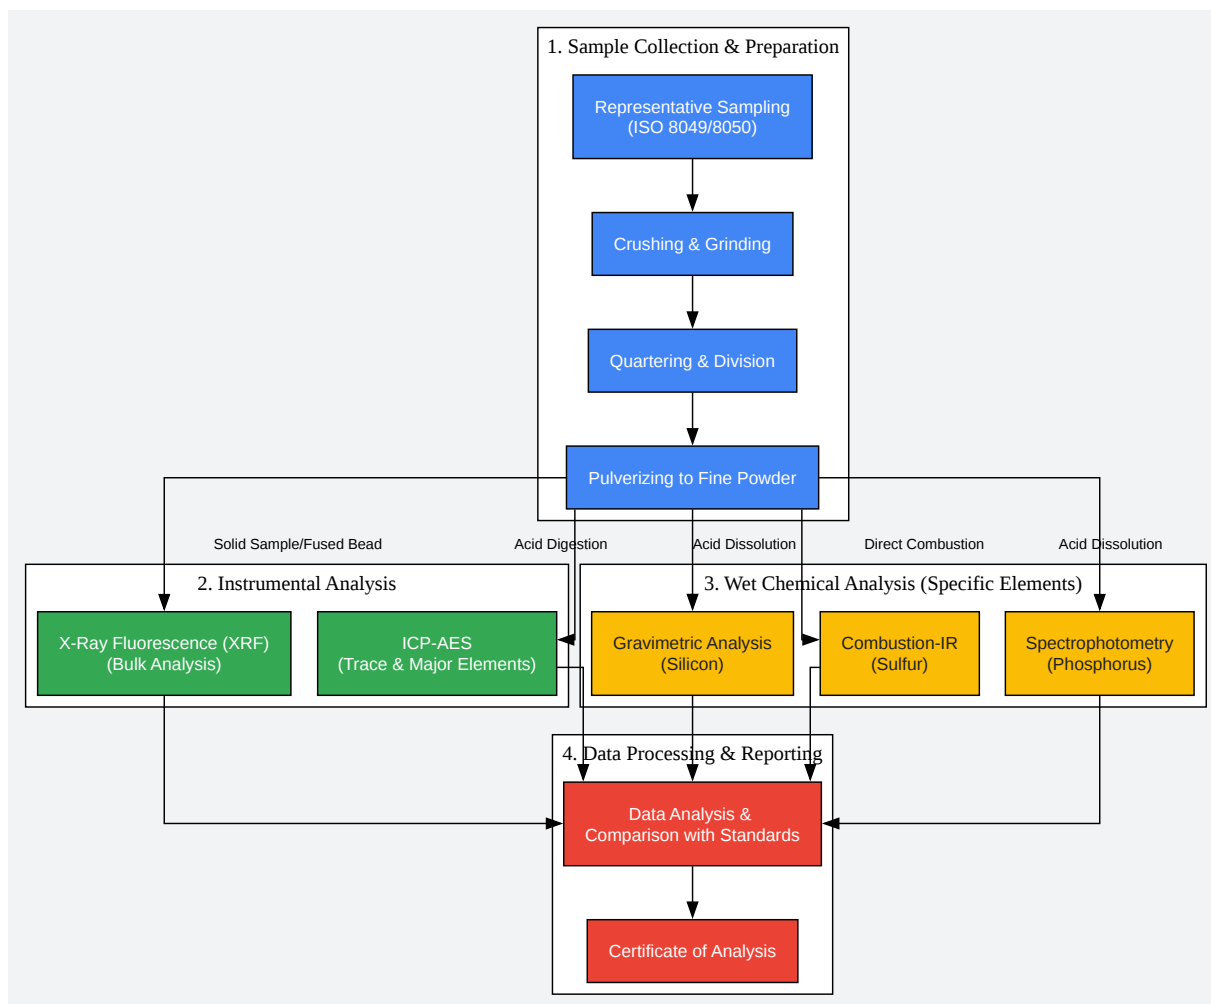 1. Sample Collection & Preparation
Representative Sampling
(ISO 8049/8050)
Crushing & Grinding
Quartering & Division
Pulverizing to Fine Powder
Solid Sample/Fused Bead
Acid Digestion
Acid Dissolution
Direct Combustion
Acid Dissolution
2. Instrumental Analysis
X-Ray Fluorescence (XRF)
(Bulk Analysis)
ICP-AES
(Trace & Major Elements)
3. Wet Chemical Analysis (Specific Elements)
Gravimetric Analysis
(Silicon)
Combustion-IR
(Sulfur)
Spectrophotometry
(Phosphorus)
4. Data Processing & Reporting
Data Analysis &
Comparison with Standards
Certificate of Analysis